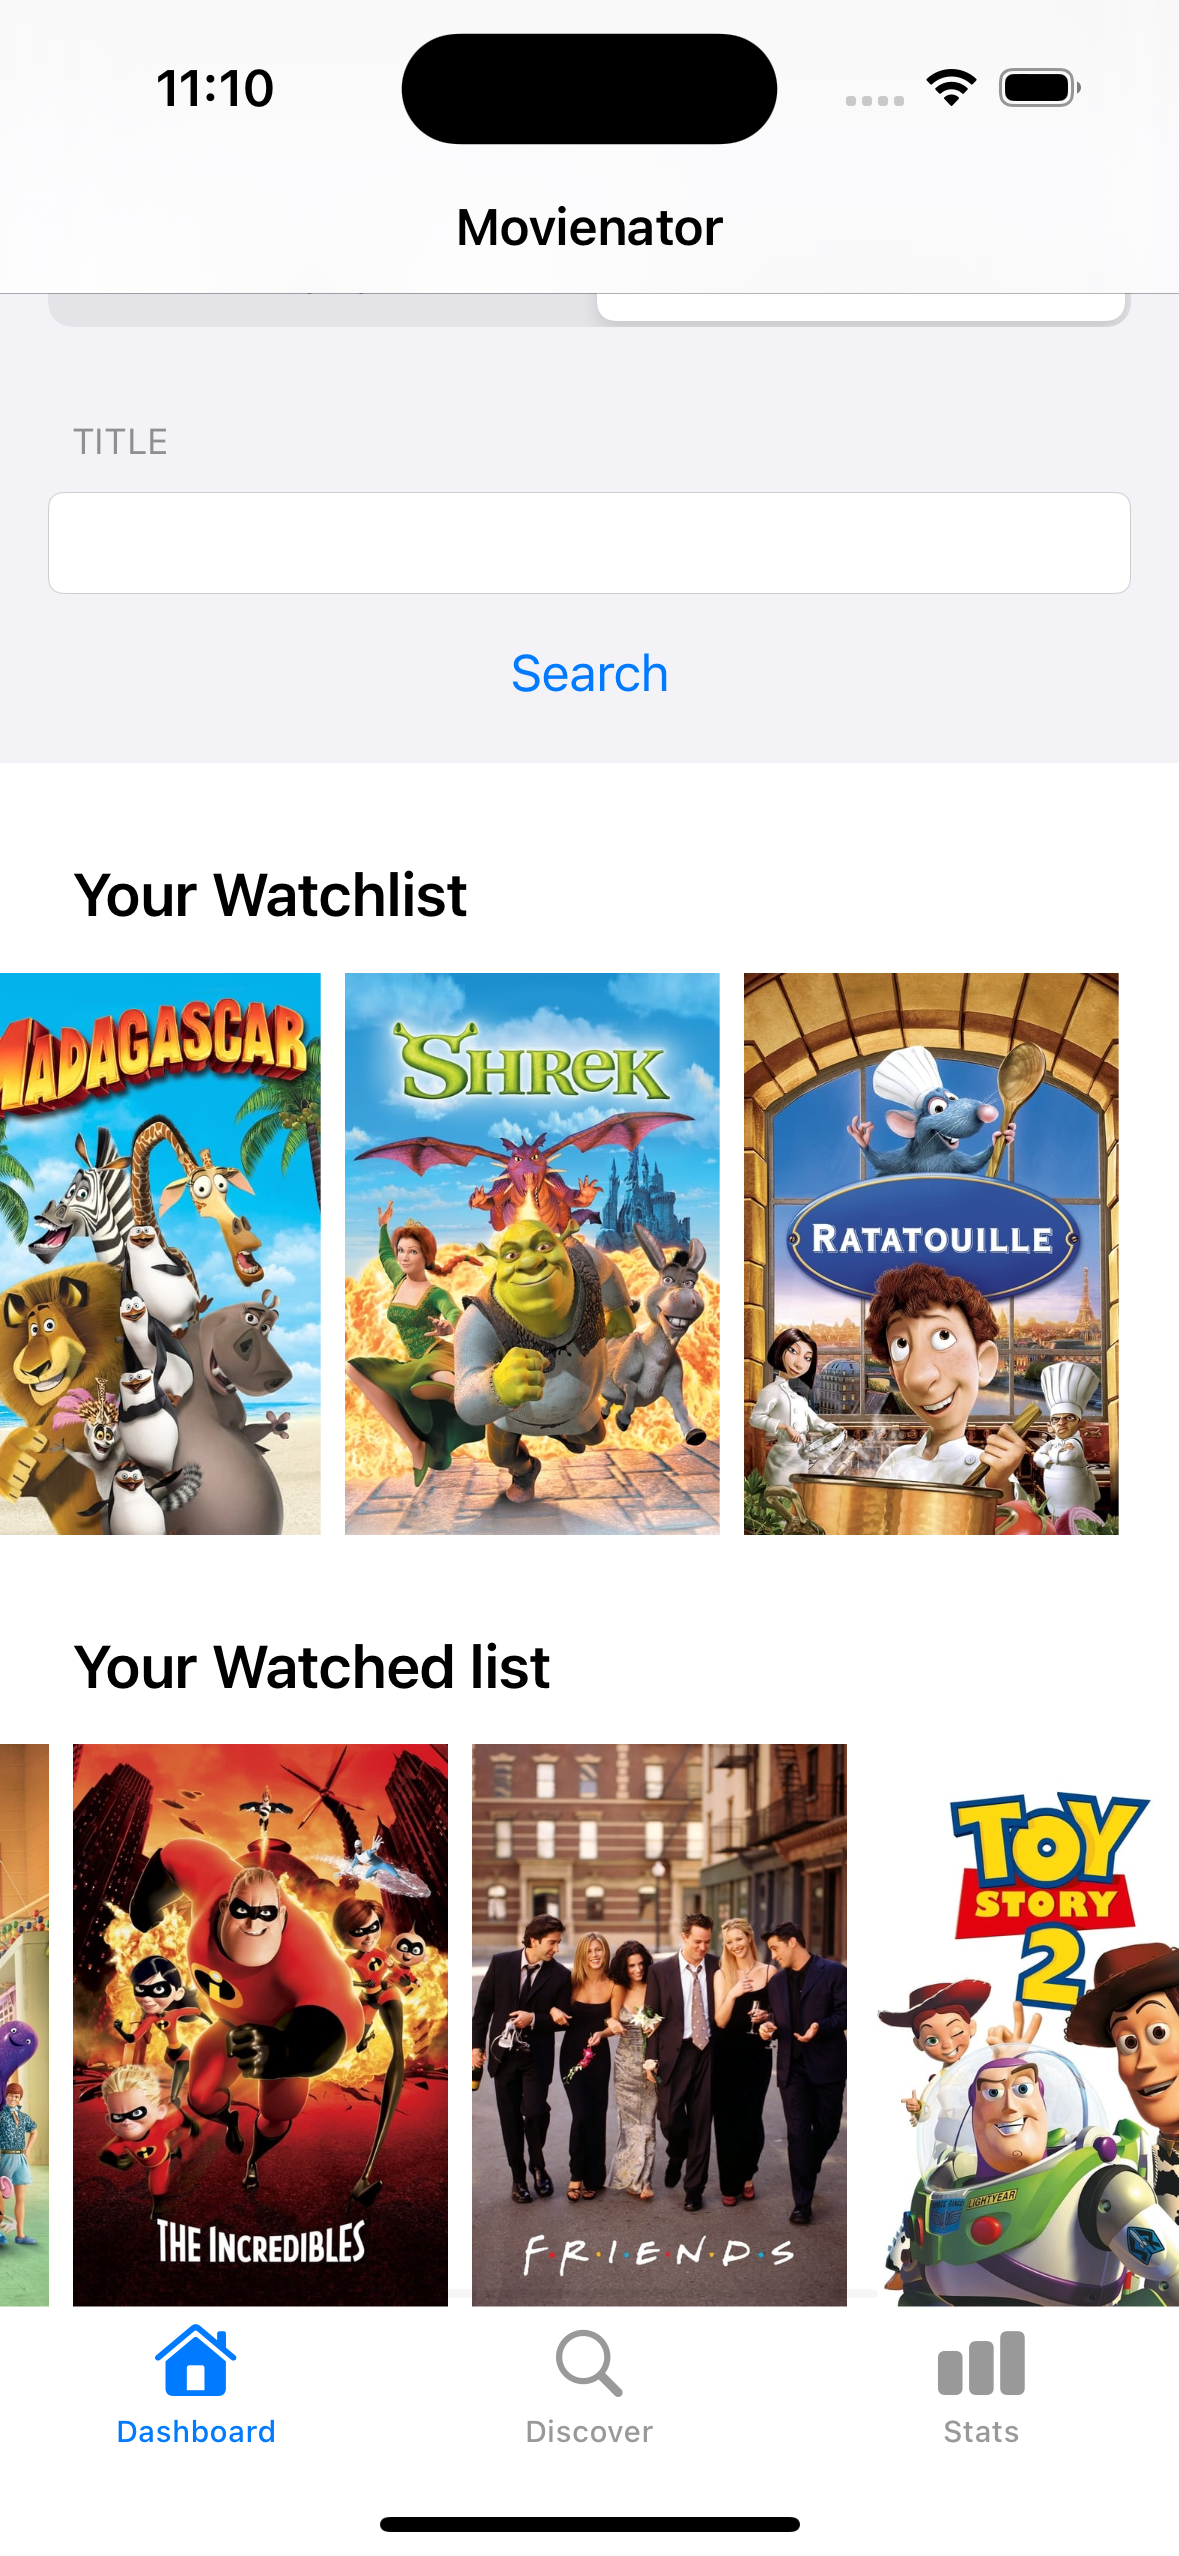 11:10
Movienator
TITLE
Search
Your Watchlist
MADAGASCAR
SHREK
RATATOUILLE
Your Watched list
THE INCREDIBLES
F·R·I·E·N·D·S
TOY
STORY
2
LIGHTYEAR
Dashboard
Discover
Stats